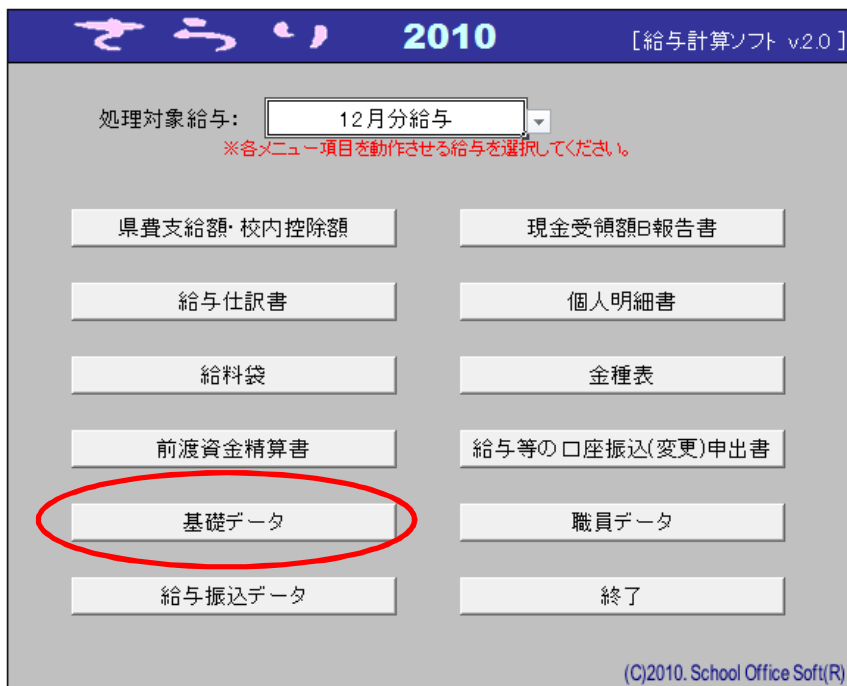 2010 [給与計算ソフト v.2.0]
処理対象給与: 12月分給与
※各メニュー項目を動作させる給与を選択してください。
県費支給額・校内控除額 現金受領額B報告書
給与仕訳書 個人明細書
給料袋 金種表
前渡資金精算書 給与等の口座振込(変更)申出書
基礎データ 職員データ
給与振込データ 終了
(C)2010. School Office Soft(R)